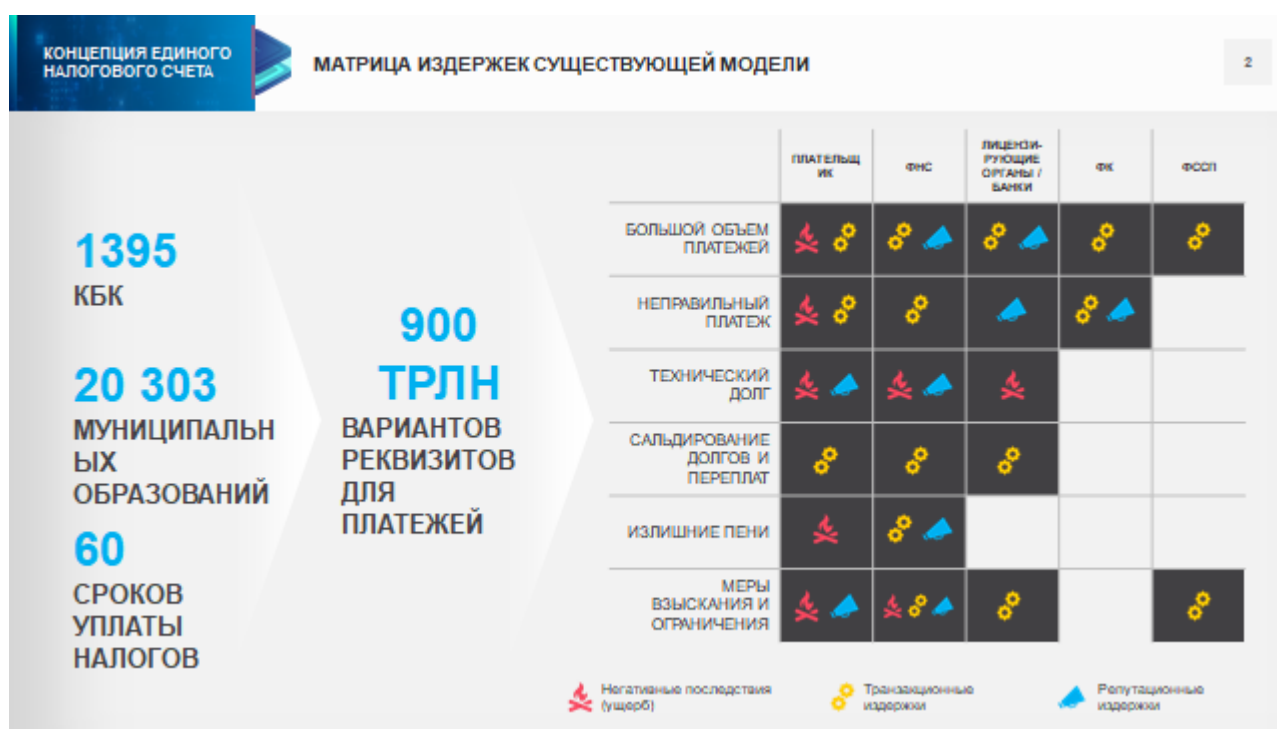 КОНЦЕПЦИЯ ЕДИНОГО
НАЛОГОВОГО СЧЕТА
МАТРИЦА ИЗДЕРЖЕК СУЩЕСТВУЮЩЕЙ МОДЕЛИ
2
1395
КБК
20 303
МУНИЦИПАЛЬН
ЫХ
ОБРАЗОВАНИЙ
60
СРОКОВ
УПЛАТЫ
НАЛОГОВ
900
ТРЛН
ВАРИАНТОВ
РЕКВИЗИТОВ
ДЛЯ
ПЛАТЕЖЕЙ
ПЛАТЕЛЬЩ
ИК
ФНС
ЛИЦЕНЗИ-
РУЮЩИЕ
ОРГАНЫ /
БАНКИ
ФК
ФССП
БОЛЬШОЙ ОБЪЕМ
ПЛАТЕЖЕЙ
НЕПРАВИЛЬНЫЙ
ПЛАТЕЖ
ТЕХНИЧЕСКИЙ
ДОЛГ
САЛЬДИРОВАНИЕ
ДОЛГОВ И
ПЕРЕПЛАТ
ИЗЛИШНИЕ ПЕНИ
МЕРЫ
ВЗЫСКАНИЯ И
ОГРАНИЧЕНИЯ
Негативные последствия
(ущерб)
Транзакционные
издержки
Репутационные
издержки